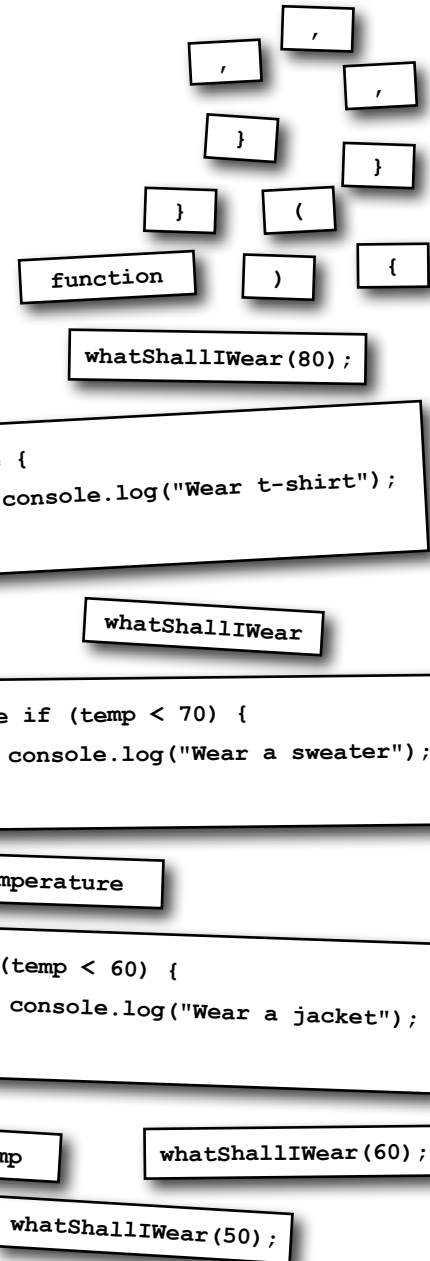 ,
,
,
}
}
}
(
function
)
{
whatShallIWear(80);
{
console.log("Wear t-shirt");
whatShallIWear
e if (temp < 70) {
console.log("Wear a sweater");
mperature
(temp < 60) {
console.log("Wear a jacket");
mp
whatShallIWear(60);
whatShallIWear(50);